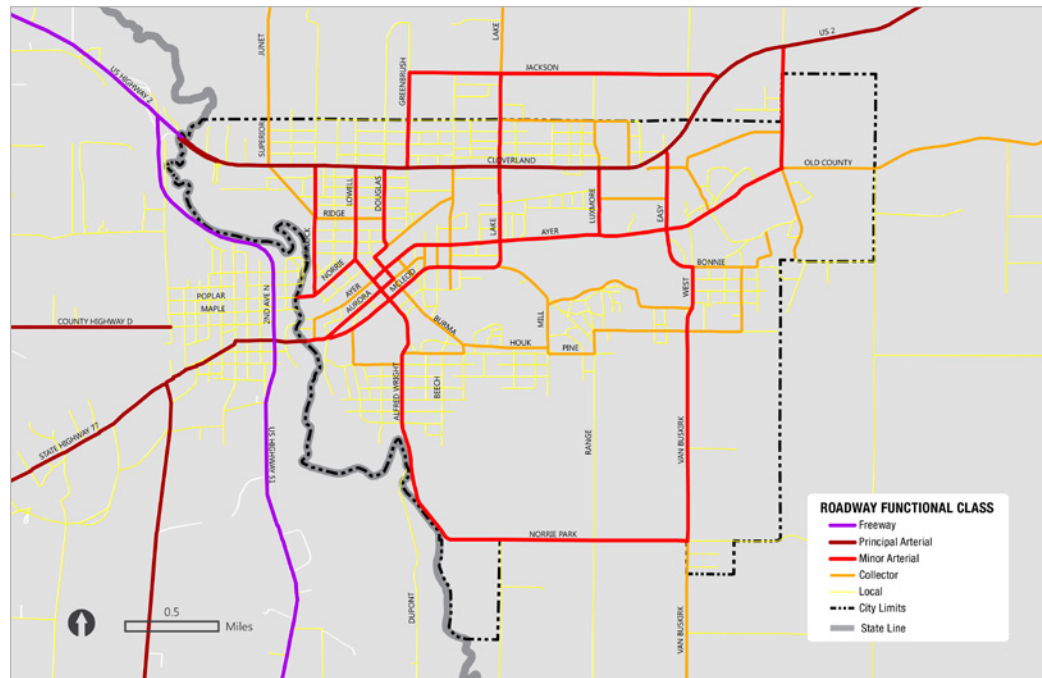 US 2
LAKE
JUNET
JACKSON
GREENBRUSH
US HIGHWAY 2
SUPERIOR
CLOVERLAND
OLD COUNTY
LOWELL
DOUGLAS
LUXMORE
EASY
RIDGE
LAKE
AYER
NORRIE
BONNIE
MCLEOD
AYER
AURORA
WEST
POPLAR
MAPLE
2ND AVE N
COUNTY HIGHWAY D
BURMA
MILL
HOUK
PINE
ALFRED WRIGHT
BEECH
STATE HIGHWAY 77
US HIGHWAY 51
RANGE
VAN BUSKIRK
NORRIE PARK
DUPONT
VAN BUSKIRK
0.5
Miles
ROADWAY FUNCTIONAL CLASS
Freeway
Principal Arterial
Minor Arterial
Collector
Local
City Limits
State Line